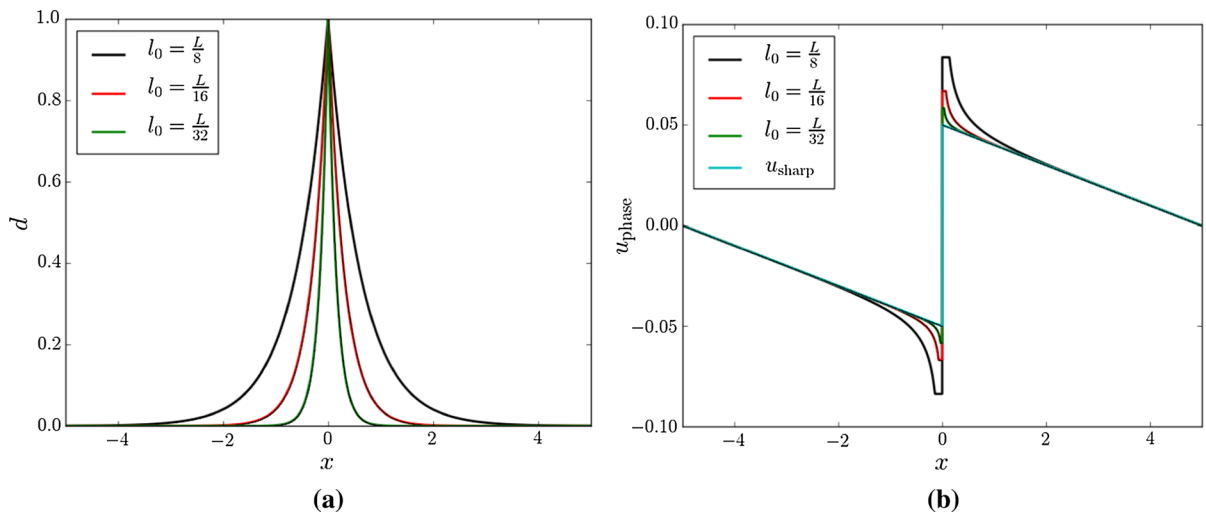 1.0
0.8
0.6
0.4
0.2
0.0
d
l₀ = L/8
l₀ = L/16
l₀ = L/32
−4 −2 0 2 4
x
(a)
0.10
0.05
0.00
−0.05
−0.10
u_phase
l₀ = L/8
l₀ = L/16
l₀ = L/32
u_sharp
−4 −2 0 2 4
x
(b)